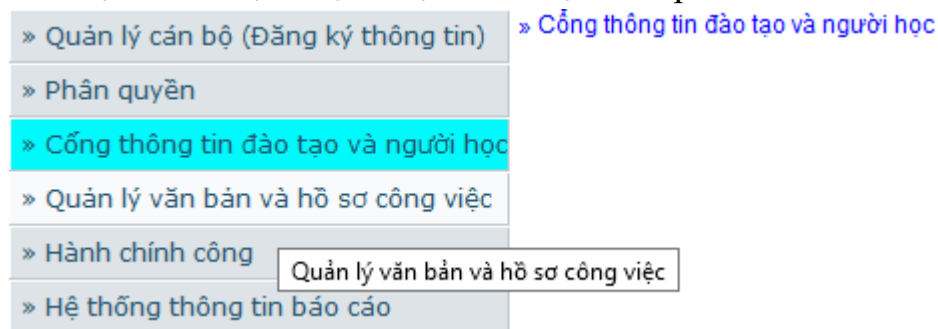 » Quản lý cán bộ (Đăng ký thông tin)
» Cổng thông tin đào tạo và người học
» Phân quyền
» Cổng thông tin đào tạo và người học
» Quản lý văn bản và hồ sơ công việc
» Hành chính công
Quản lý văn bản và hồ sơ công việc
» Hệ thống thông tin báo cáo